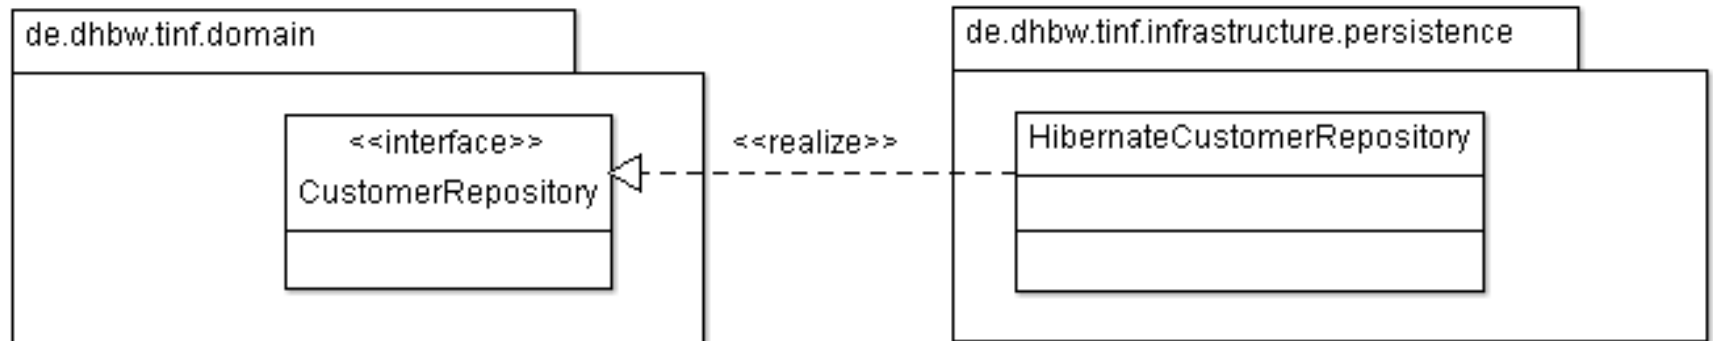 de.dhbw.tinf.domain
<<interface>>
CustomerRepository
<<realize>>
de.dhbw.tinf.infrastructure.persistence
HibernateCustomerRepository